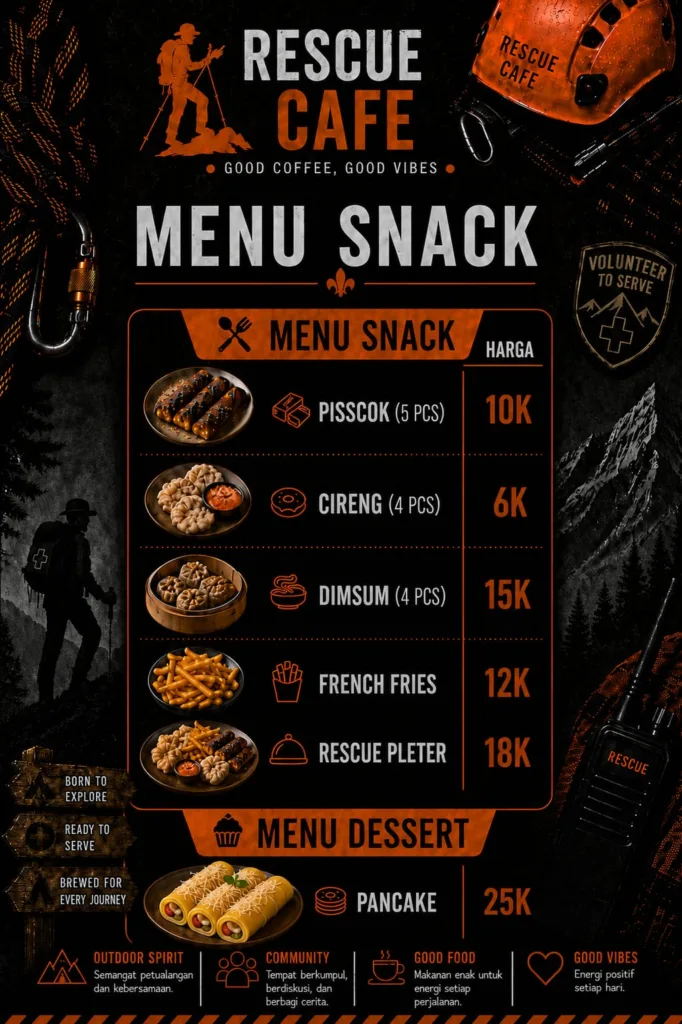 RESCUE
CAFE
• GOOD COFFEE, GOOD VIBES •
RESCUE
CAFE
MENU SNACK
VOLUNTEER
TO SERVE
MENU SNACK
HARGA
PISSCOK (5 PCS) 10K
CIRENG (4 PCS) 6K
DIMSUM (4 PCS) 15K
FRENCH FRIES 12K
RESCUE PLETER 18K
RESCUE
BORN TO
EXPLORE
READY TO
SERVE
BREWED FOR
EVERY JOURNEY
MENU DESSERT
PANCAKE 25K
OUTDOOR SPIRIT
Semangat petualangan
dan kebersamaan.
COMMUNITY
Tempat berkumpul,
berdiskusi, dan
berbagi cerita.
GOOD FOOD
Makanan enak untuk
energi setiap
perjalanan.
GOOD VIBES
Energi positif
setiap hari.